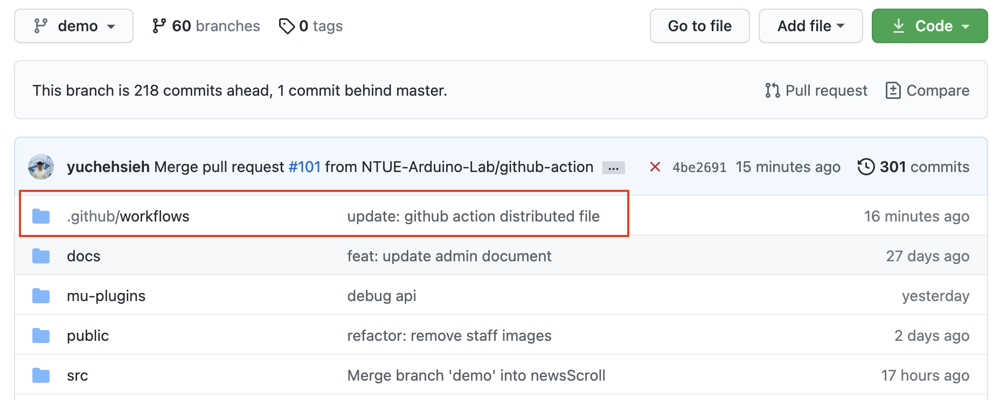 demo 60 branches 0 tags Go to file Add file Code
This branch is 218 commits ahead, 1 commit behind master. Pull request Compare
yuchehsieh Merge pull request #101 from NTUE-Arduino-Lab/github-action ... 4be2691 15 minutes ago 301 commits
.github/workflows update: github action distributed file 16 minutes ago
docs feat: update admin document 27 days ago
mu-plugins debug api yesterday
public refactor: remove staff images 2 days ago
src Merge branch 'demo' into newsScroll 17 hours ago